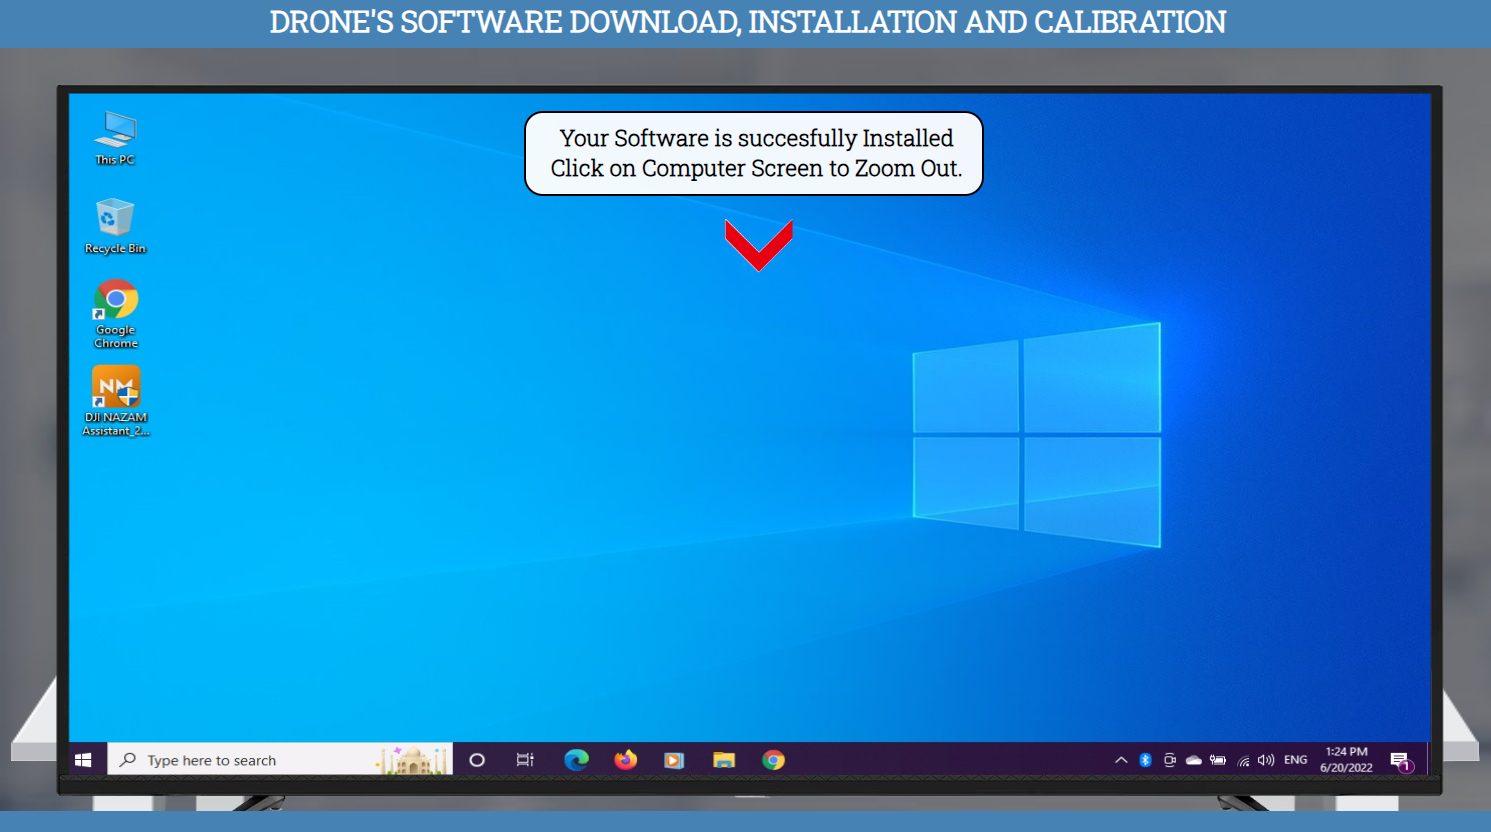 DRONE'S SOFTWARE DOWNLOAD, INSTALLATION AND CALIBRATION
Your Software is succesfully Installed
Click on Computer Screen to Zoom Out.
This PC
Recycle Bin
Google
Chrome
NM
DJI NAZAM
Assistant_2...
Type here to search
ENG
1:24 PM
6/20/2022
1